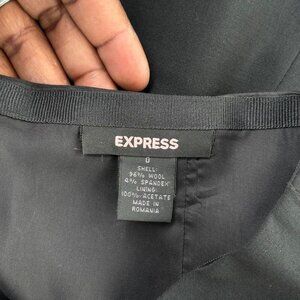 EXPRESS
0
SHELL:
96% WOOL
4% SPANDEX
LINING:
100% ACETATE
MADE IN
ROMANIA